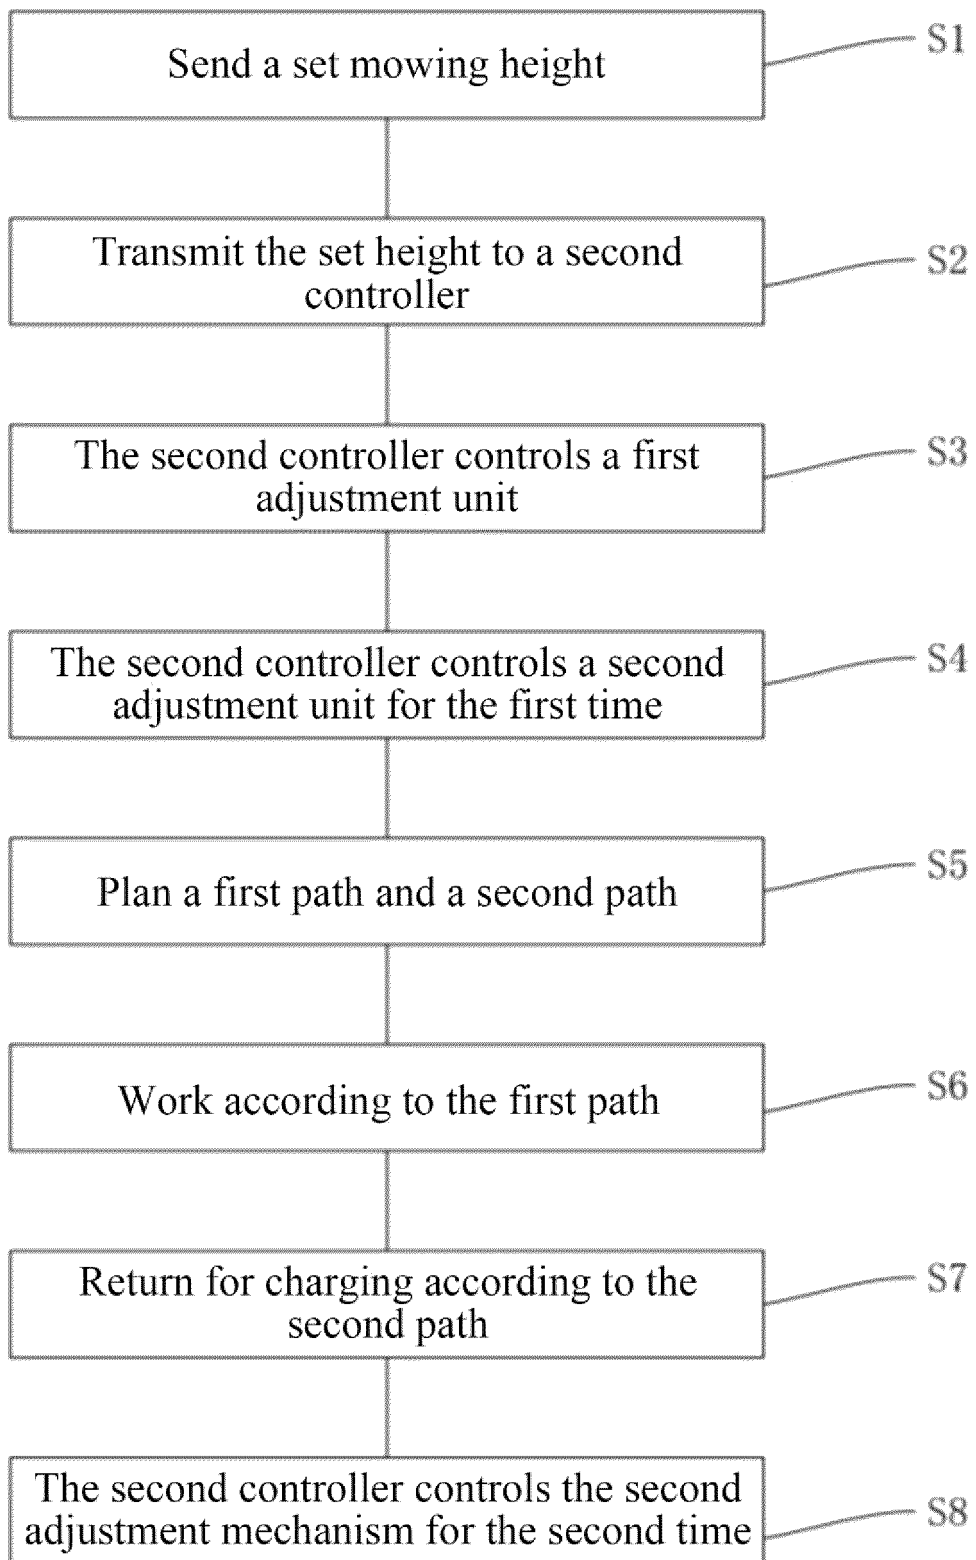 Send a set mowing height
S1
Transmit the set height to a second
controller
S2
The second controller controls a first
adjustment unit
S3
The second controller controls a second
adjustment unit for the first time
S4
Plan a first path and a second path
S5
Work according to the first path
S6
Return for charging according to the
second path
S7
The second controller controls the second
adjustment mechanism for the second time
S8